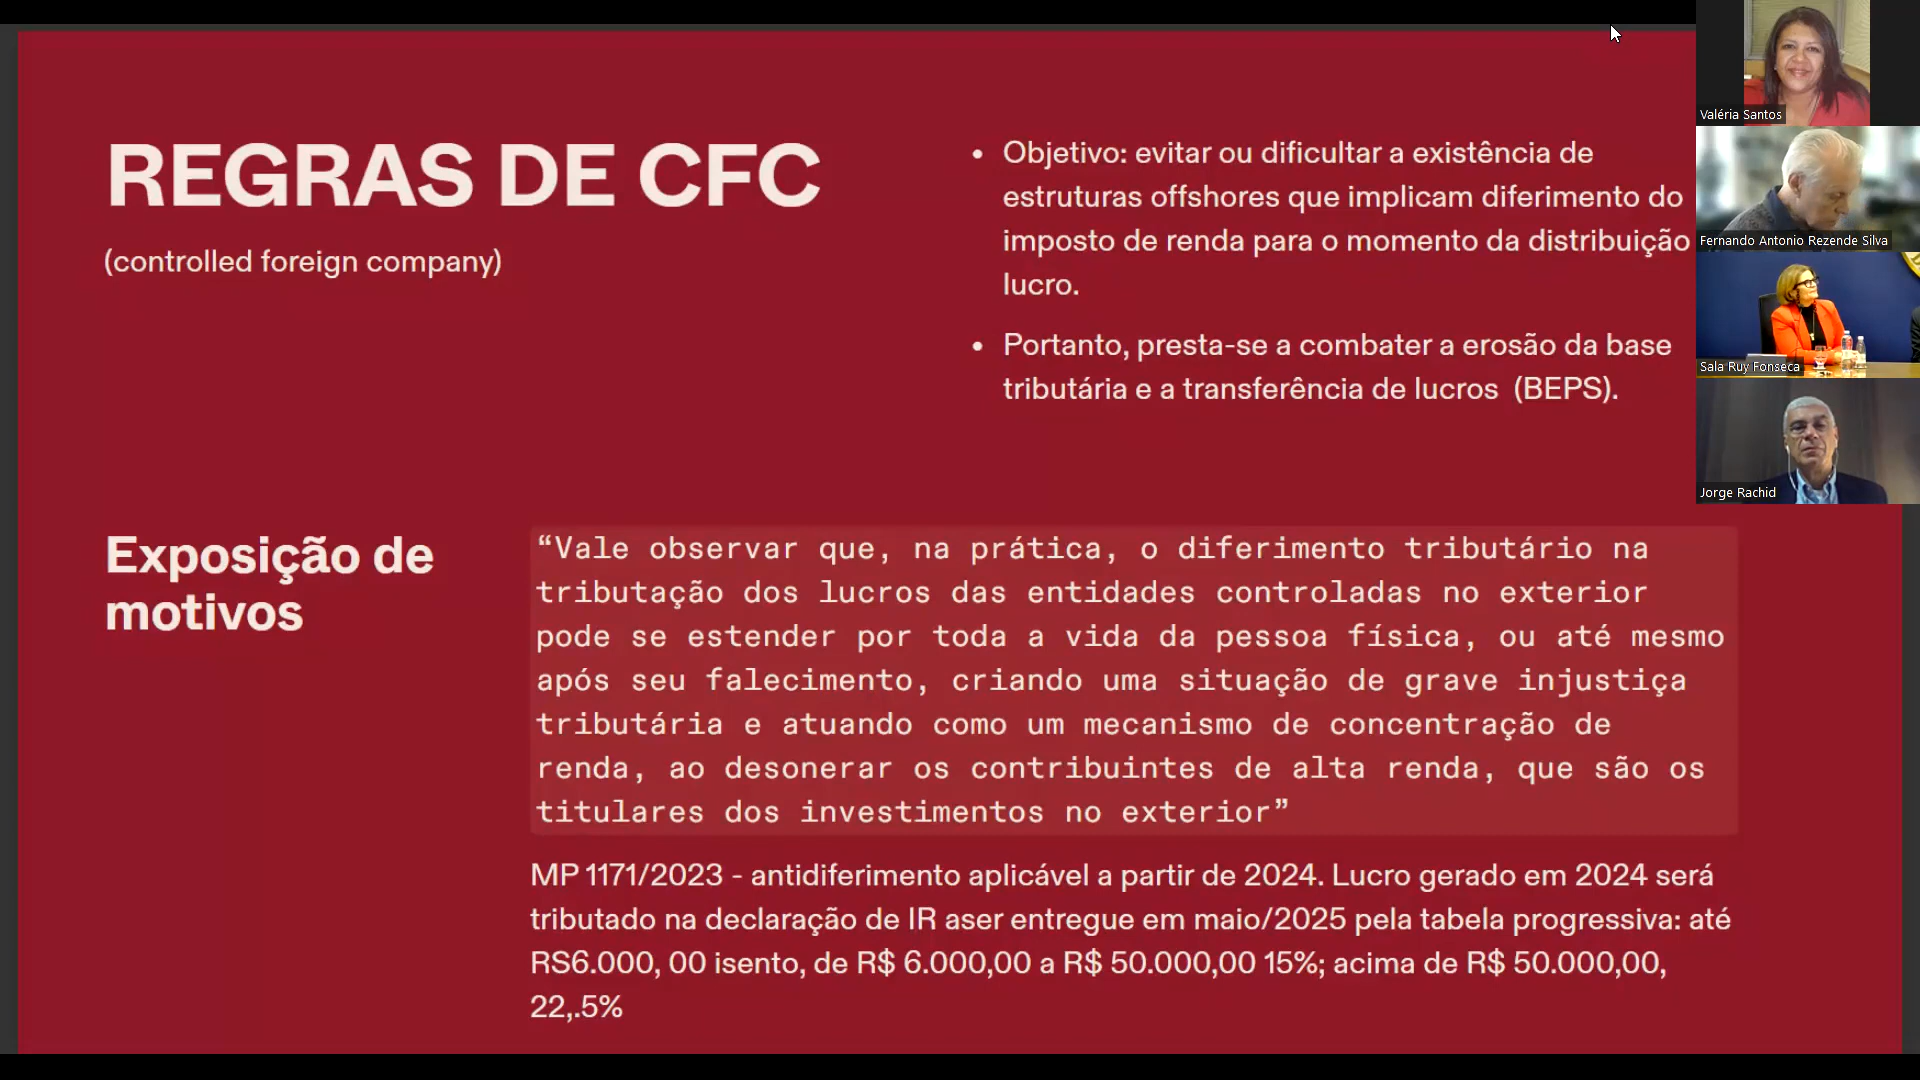 REGRAS DE CFC
(controlled foreign company)
• Objetivo: evitar ou dificultar a existência de
estruturas offshores que implicam diferimento do
imposto de renda para o momento da distribuição
lucro.
• Portanto, presta-se a combater a erosão da base
tributária e a transferência de lucros (BEPS).
Exposição de
motivos
“Vale observar que, na prática, o diferimento tributário na
tributação dos lucros das entidades controladas no exterior
pode se estender por toda a vida da pessoa física, ou até mesmo
após seu falecimento, criando uma situação de grave injustiça
tributária e atuando como um mecanismo de concentração de
renda, ao desonerar os contribuintes de alta renda, que são os
titulares dos investimentos no exterior”
MP 1171/2023 - antidiferimento aplicável a partir de 2024. Lucro gerado em 2024 será
tributado na declaração de IR aser entregue em maio/2025 pela tabela progressiva: até
RS6.000, 00 isento, de R$ 6.000,00 a R$ 50.000,00 15%; acima de R$ 50.000,00,
22,.5%
Valéria Santos
Fernando Antonio Rezende Silva
Sala Ruy Fonseca
Jorge Rachid